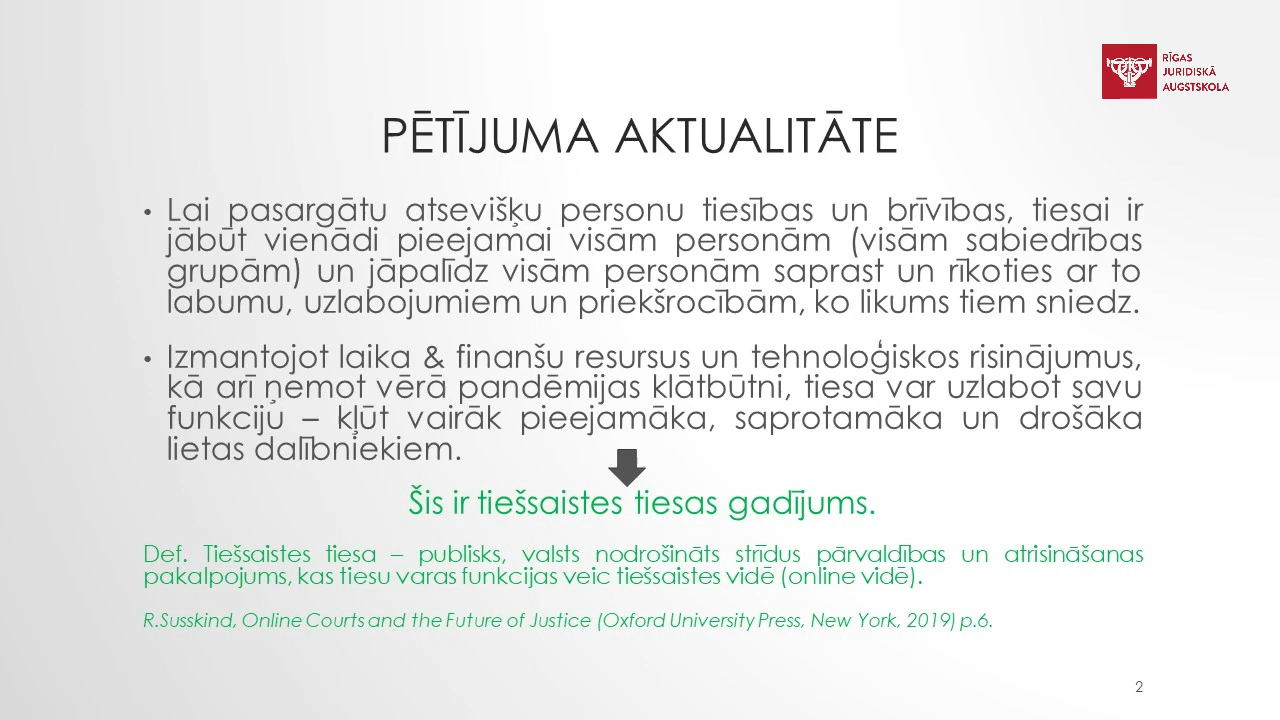 RĪGAS
JURIDISKĀ
AUGSTSKOLA
PĒTĪJUMA AKTUALITĀTE
• Lai pasargātu atsevišķu personu tiesības un brīvības, tiesai ir
jābūt vienādi pieejamai visām personām (visām sabiedrības
grupām) un jāpalīdz visām personām saprast un rīkoties ar to
labumu, uzlabojumiem un priekšrocībām, ko likums tiem sniedz.
• Izmantojot laika & finanšu resursus un tehnoloģiskos risinājumus,
kā arī ņemot vērā pandēmijas klātbūtni, tiesa var uzlabot savu
funkciju – kļūt vairāk pieejamāka, saprotamāka un drošāka
lietas dalībniekiem.
Šis ir tiešsaistes tiesas gadījums.
Def. Tiešsaistes tiesa – publisks, valsts nodrošināts strīdus pārvaldības un atrisināšanas
pakalpojums, kas tiesu varas funkcijas veic tiešsaistes vidē (online vidē).
R.Susskind, Online Courts and the Future of Justice (Oxford University Press, New York, 2019) p.6.
2